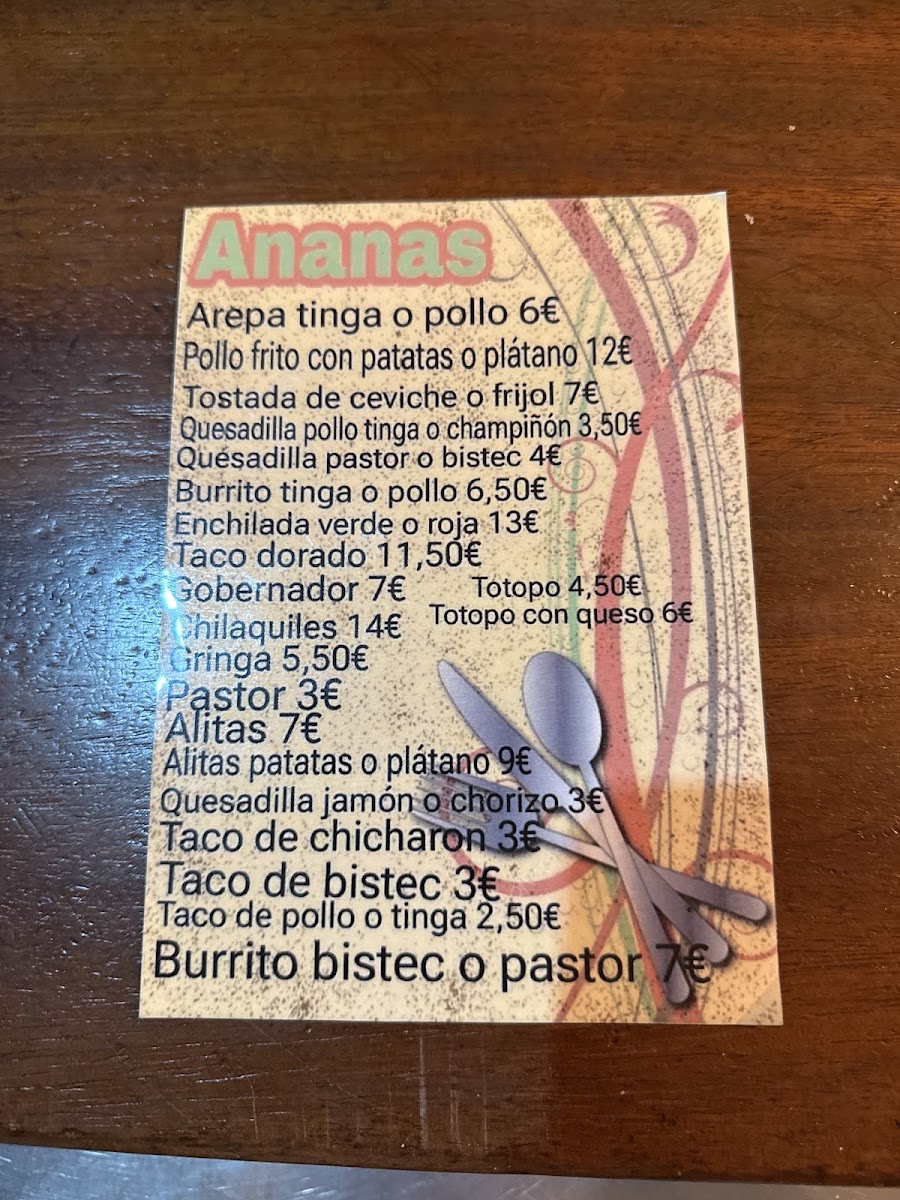 Ananas
Arepa tinga o pollo 6€
Pollo frito con patatas o plátano 12€
Tostada de ceviche o frijol 7€
Quesadilla pollo tinga o champiñón 3,50€
Quesadilla pastor o bistec 4€
Burrito tinga o pollo 6,50€
Enchilada verde o roja 13€
Taco dorado 11,50€
Gobernador 7€
Totopo 4,50€
Totopo con queso 6€
Chilaquiles 14€
Gringa 5,50€
Pastor 3€
Alitas 7€
Alitas patatas o plátano 9€
Quesadilla jamón o chorizo 3€
Taco de chicharon 3€
Taco de bistec 3€
Taco de pollo o tinga 2,50€
Burrito bistec o pastor 7€